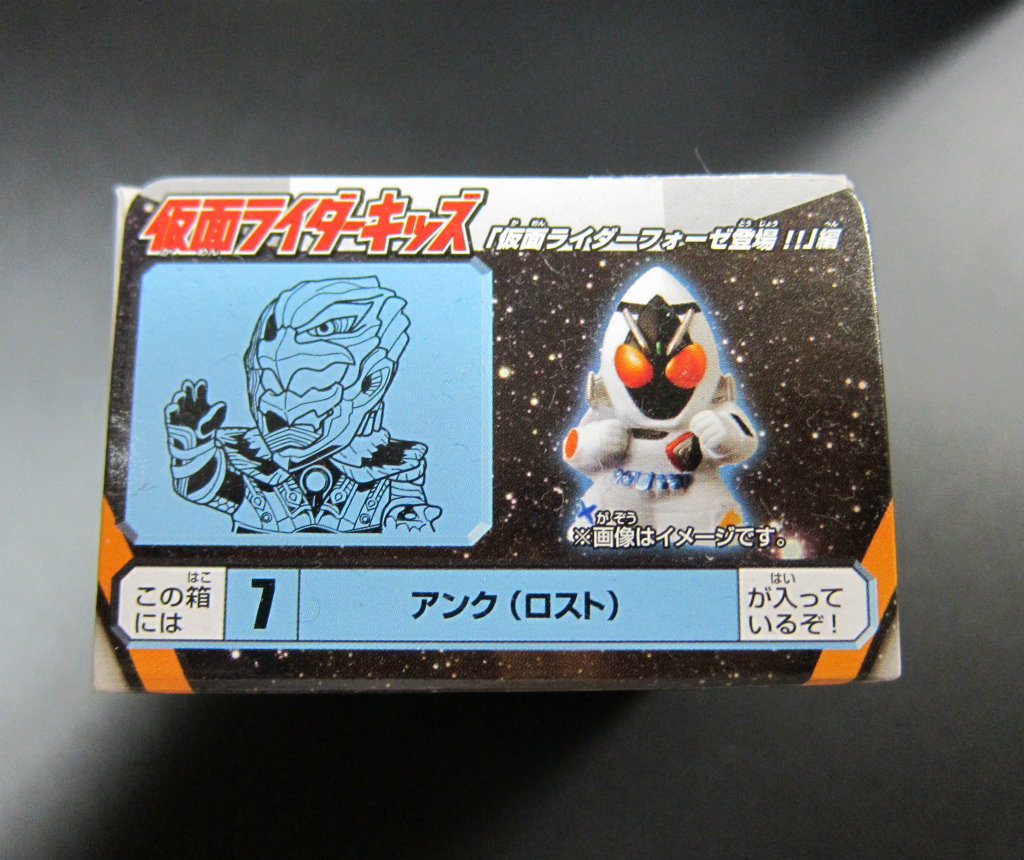 仮面ライダーキッズ
「仮面ライダーフォーゼ登場!!」編
※画像はイメージです。
この箱
には
7
アンク(ロスト)
が入って
いるぞ!